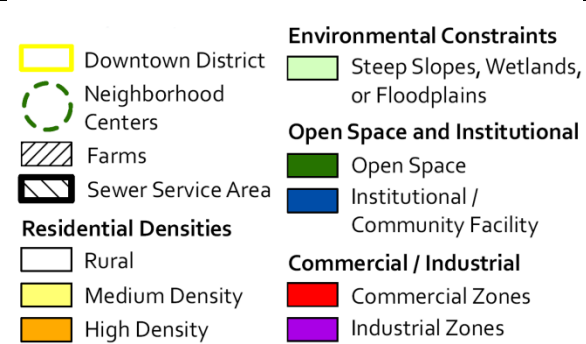 Downtown District
Neighborhood
Centers
Farms
Sewer Service Area
Residential Densities
Rural
Medium Density
High Density
Environmental Constraints
Steep Slopes, Wetlands,
or Floodplains
Open Space and Institutional
Open Space
Institutional /
Community Facility
Commercial / Industrial
Commercial Zones
Industrial Zones